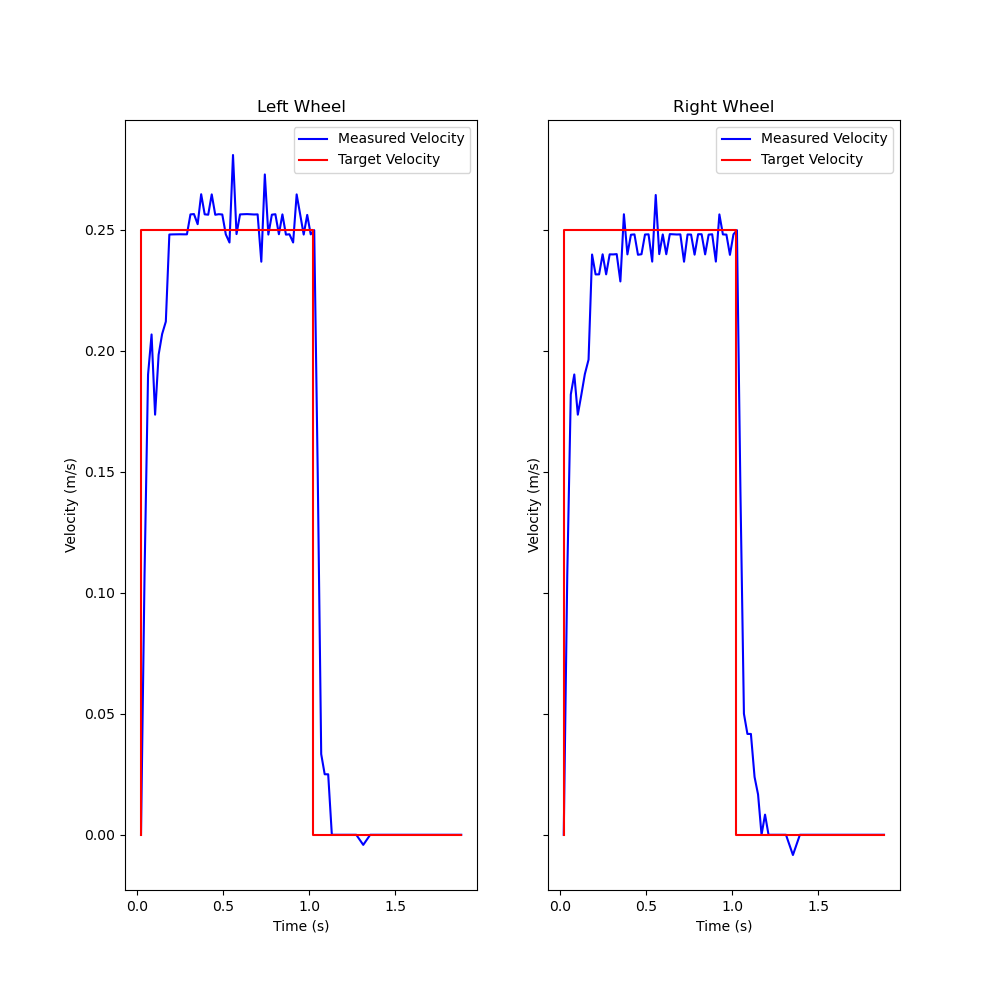 Left Wheel
Measured Velocity
Target Velocity
Velocity (m/s)
0.25
0.20
0.15
0.10
0.05
0.00
0.0 0.5 1.0 1.5
Time (s)
Right Wheel
Measured Velocity
Target Velocity
Velocity (m/s)
0.0 0.5 1.0 1.5
Time (s)